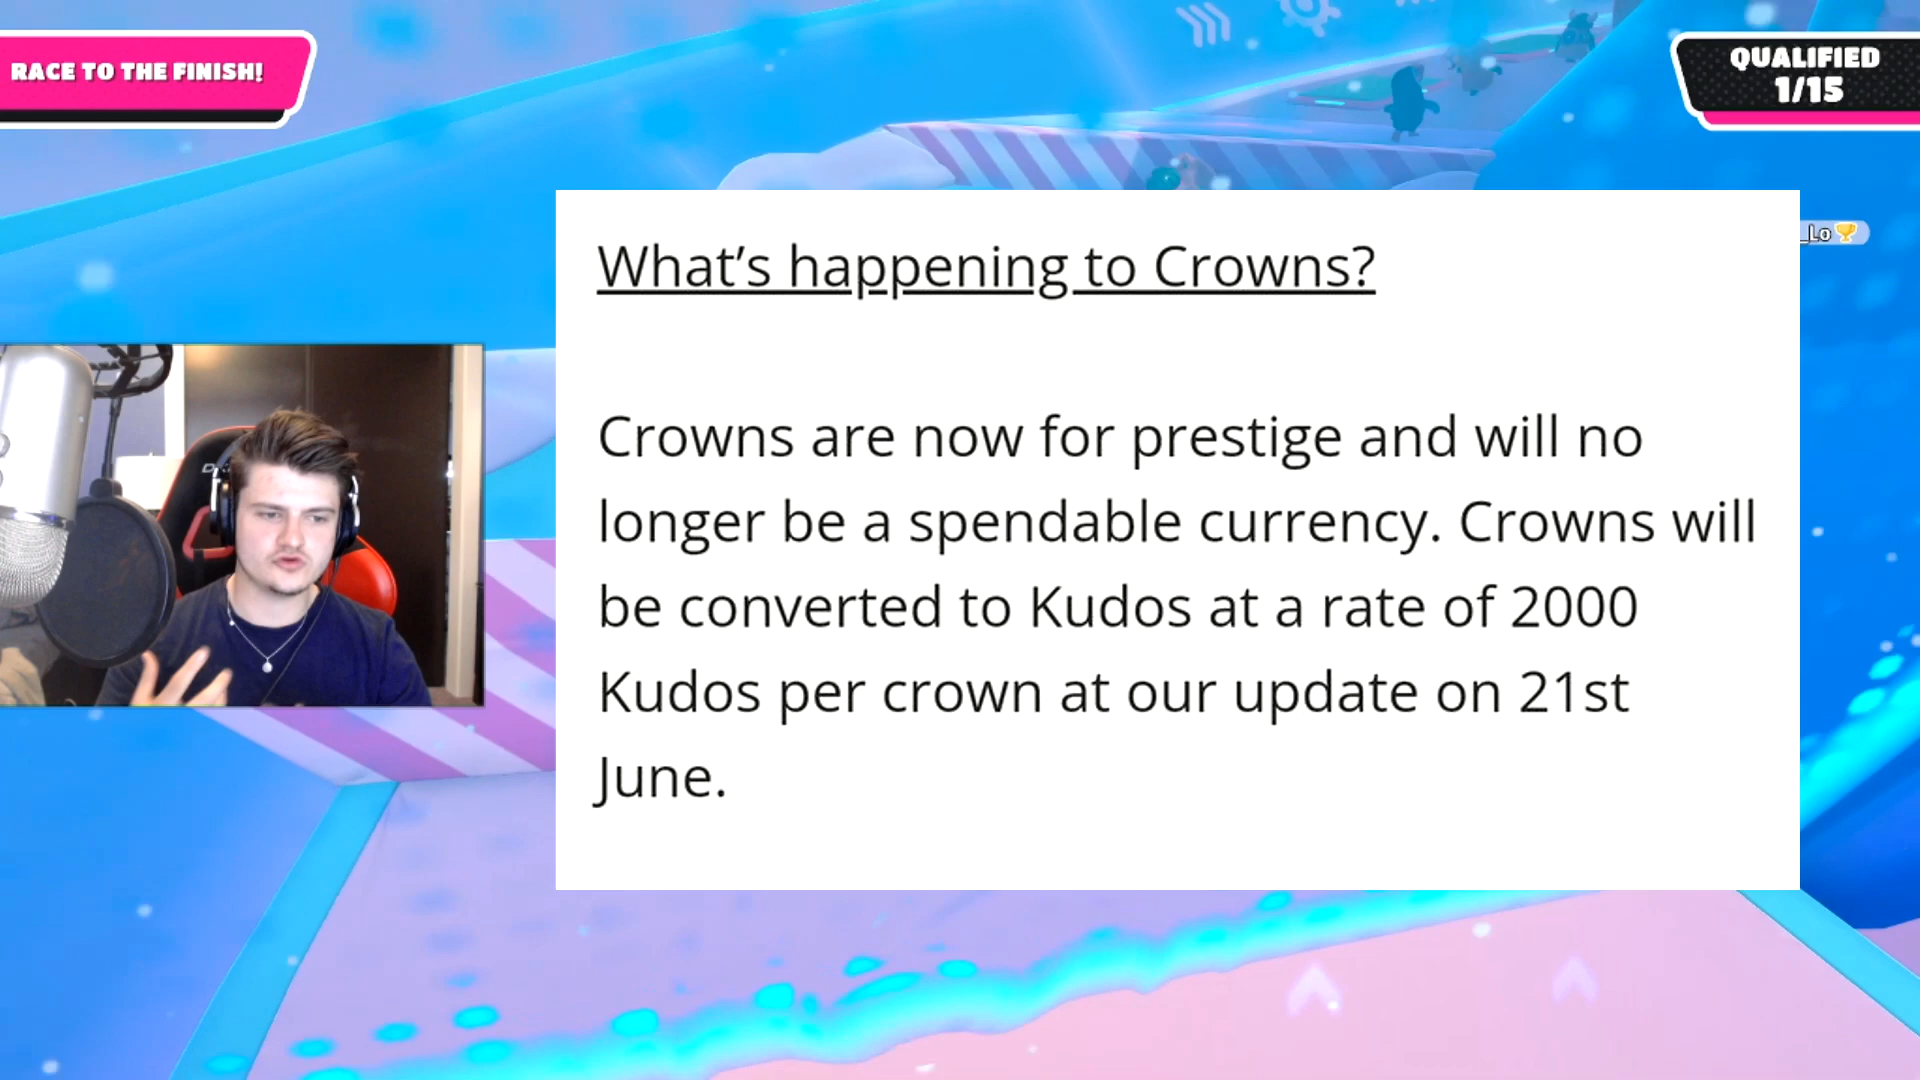 RACE TO THE FINISH!
QUALIFIED
1/15
_Lo
What’s happening to Crowns?
Crowns are now for prestige and will no
longer be a spendable currency. Crowns will
be converted to Kudos at a rate of 2000
Kudos per crown at our update on 21st
June.